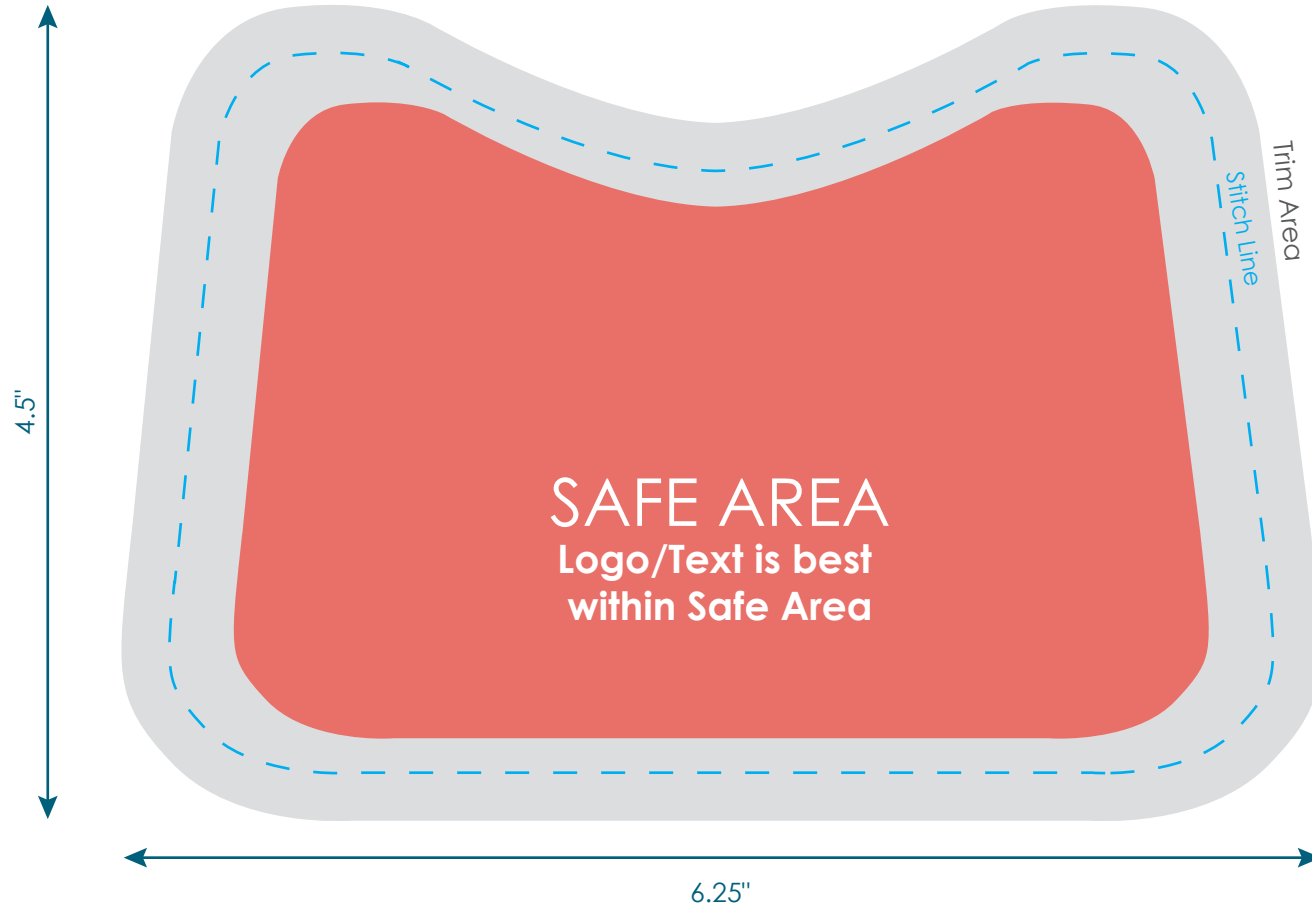 Trim Area
Stitch Line
4.5"
SAFE AREA
Logo/Text is best
within Safe Area
6.25"